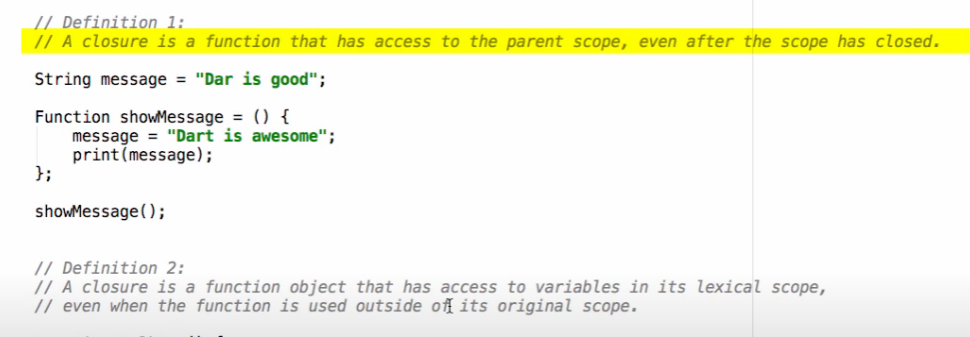 // Definition 1:
// A closure is a function that has access to the parent scope, even after the scope has closed.
String message = "Dar is good";
Function showMessage = () {
message = "Dart is awesome";
print(message);
};
showMessage();
// Definition 2:
// A closure is a function object that has access to variables in its lexical scope,
// even when the function is used outside of its original scope.